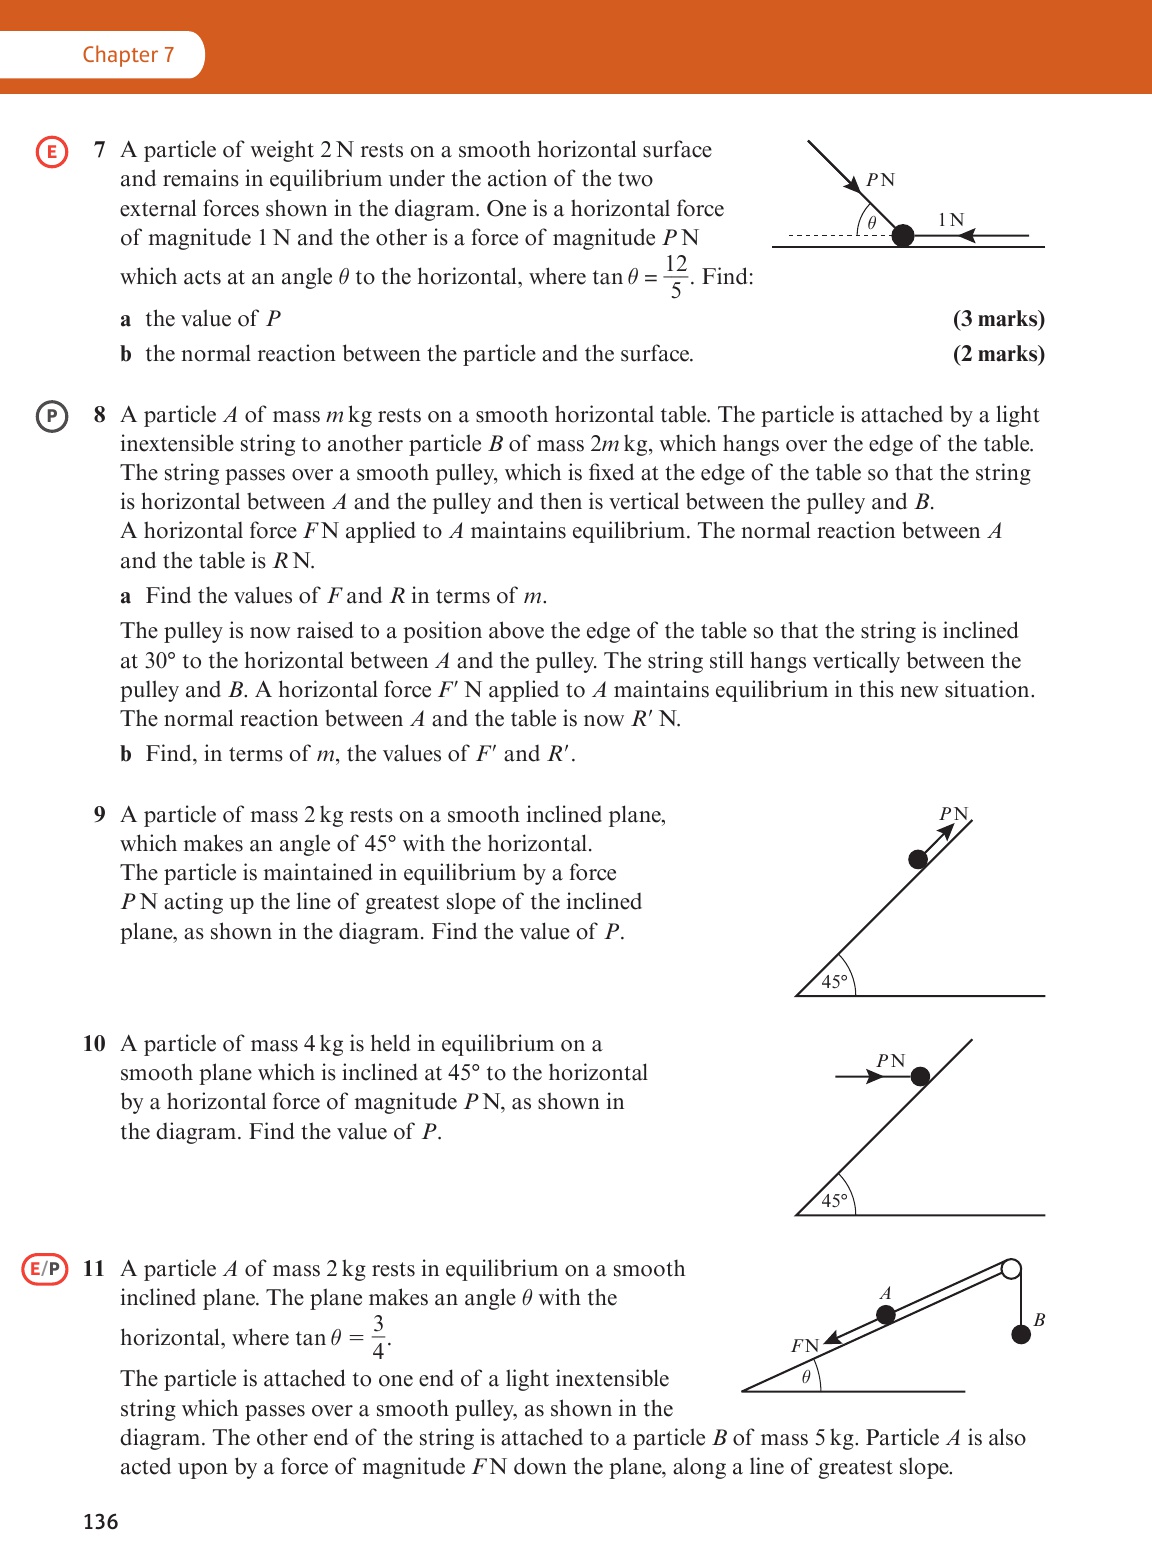 Chapter 7
E 7 A particle of weight 2 N rests on a smooth horizontal surface
and remains in equilibrium under the action of the two
external forces shown in the diagram. One is a horizontal force
of magnitude 1 N and the other is a force of magnitude P N
which acts at an angle θ to the horizontal, where tan θ = 12/5. Find:
P N
θ
1 N
a the value of P (3 marks)
b the normal reaction between the particle and the surface. (2 marks)
P 8 A particle A of mass m kg rests on a smooth horizontal table. The particle is attached by a light
inextensible string to another particle B of mass 2m kg, which hangs over the edge of the table.
The string passes over a smooth pulley, which is fixed at the edge of the table so that the string
is horizontal between A and the pulley and then is vertical between the pulley and B.
A horizontal force F N applied to A maintains equilibrium. The normal reaction between A
and the table is R N.
a Find the values of F and R in terms of m.
The pulley is now raised to a position above the edge of the table so that the string is inclined
at 30° to the horizontal between A and the pulley. The string still hangs vertically between the
pulley and B. A horizontal force F′ N applied to A maintains equilibrium in this new situation.
The normal reaction between A and the table is now R′ N.
b Find, in terms of m, the values of F′ and R′.
9 A particle of mass 2 kg rests on a smooth inclined plane,
which makes an angle of 45° with the horizontal.
The particle is maintained in equilibrium by a force
P N acting up the line of greatest slope of the inclined
plane, as shown in the diagram. Find the value of P.
P N
45°
10 A particle of mass 4 kg is held in equilibrium on a
smooth plane which is inclined at 45° to the horizontal
by a horizontal force of magnitude P N, as shown in
the diagram. Find the value of P.
P N
45°
E/P 11 A particle A of mass 2 kg rests in equilibrium on a smooth
inclined plane. The plane makes an angle θ with the
horizontal, where tan θ = 3/4.
The particle is attached to one end of a light inextensible
string which passes over a smooth pulley, as shown in the
diagram. The other end of the string is attached to a particle B of mass 5 kg. Particle A is also
acted upon by a force of magnitude F N down the plane, along a line of greatest slope.
A
B
F N
θ
136